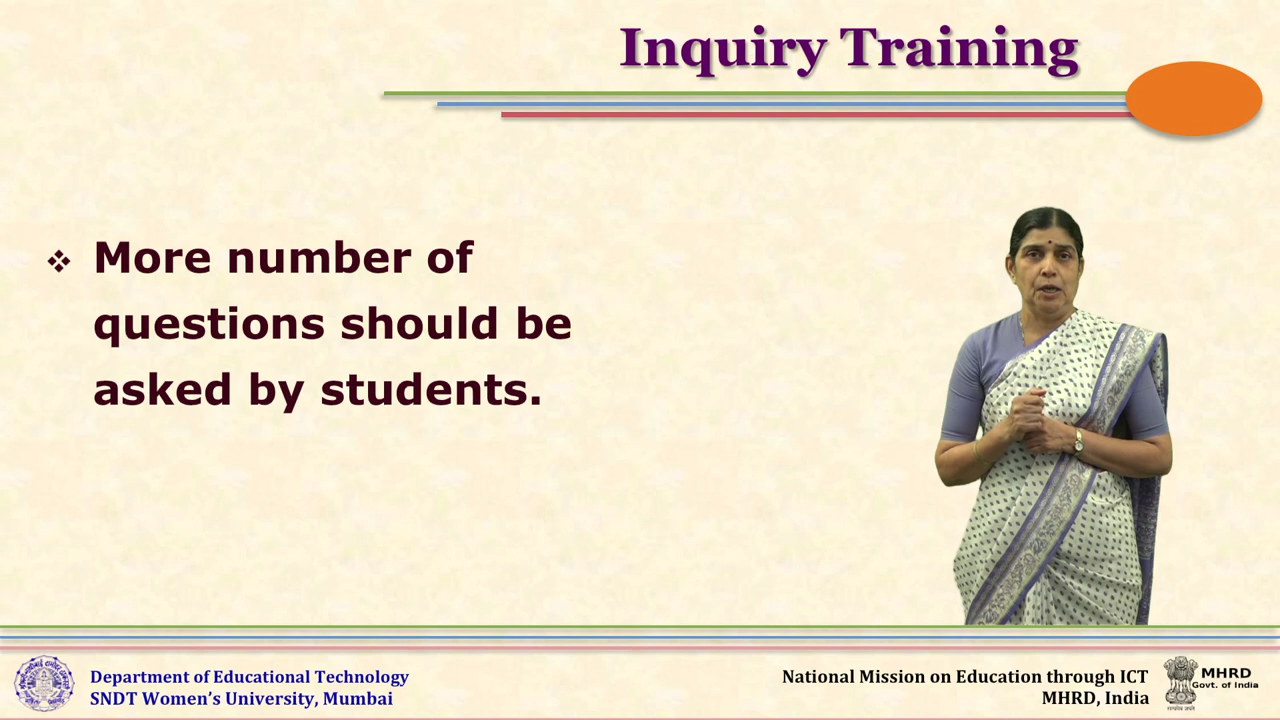 Inquiry Training
❖ More number of
questions should be
asked by students.
Department of Educational Technology
SNDT Women's University, Mumbai
National Mission on Education through ICT
MHRD, India
MHRD
Govt. of India